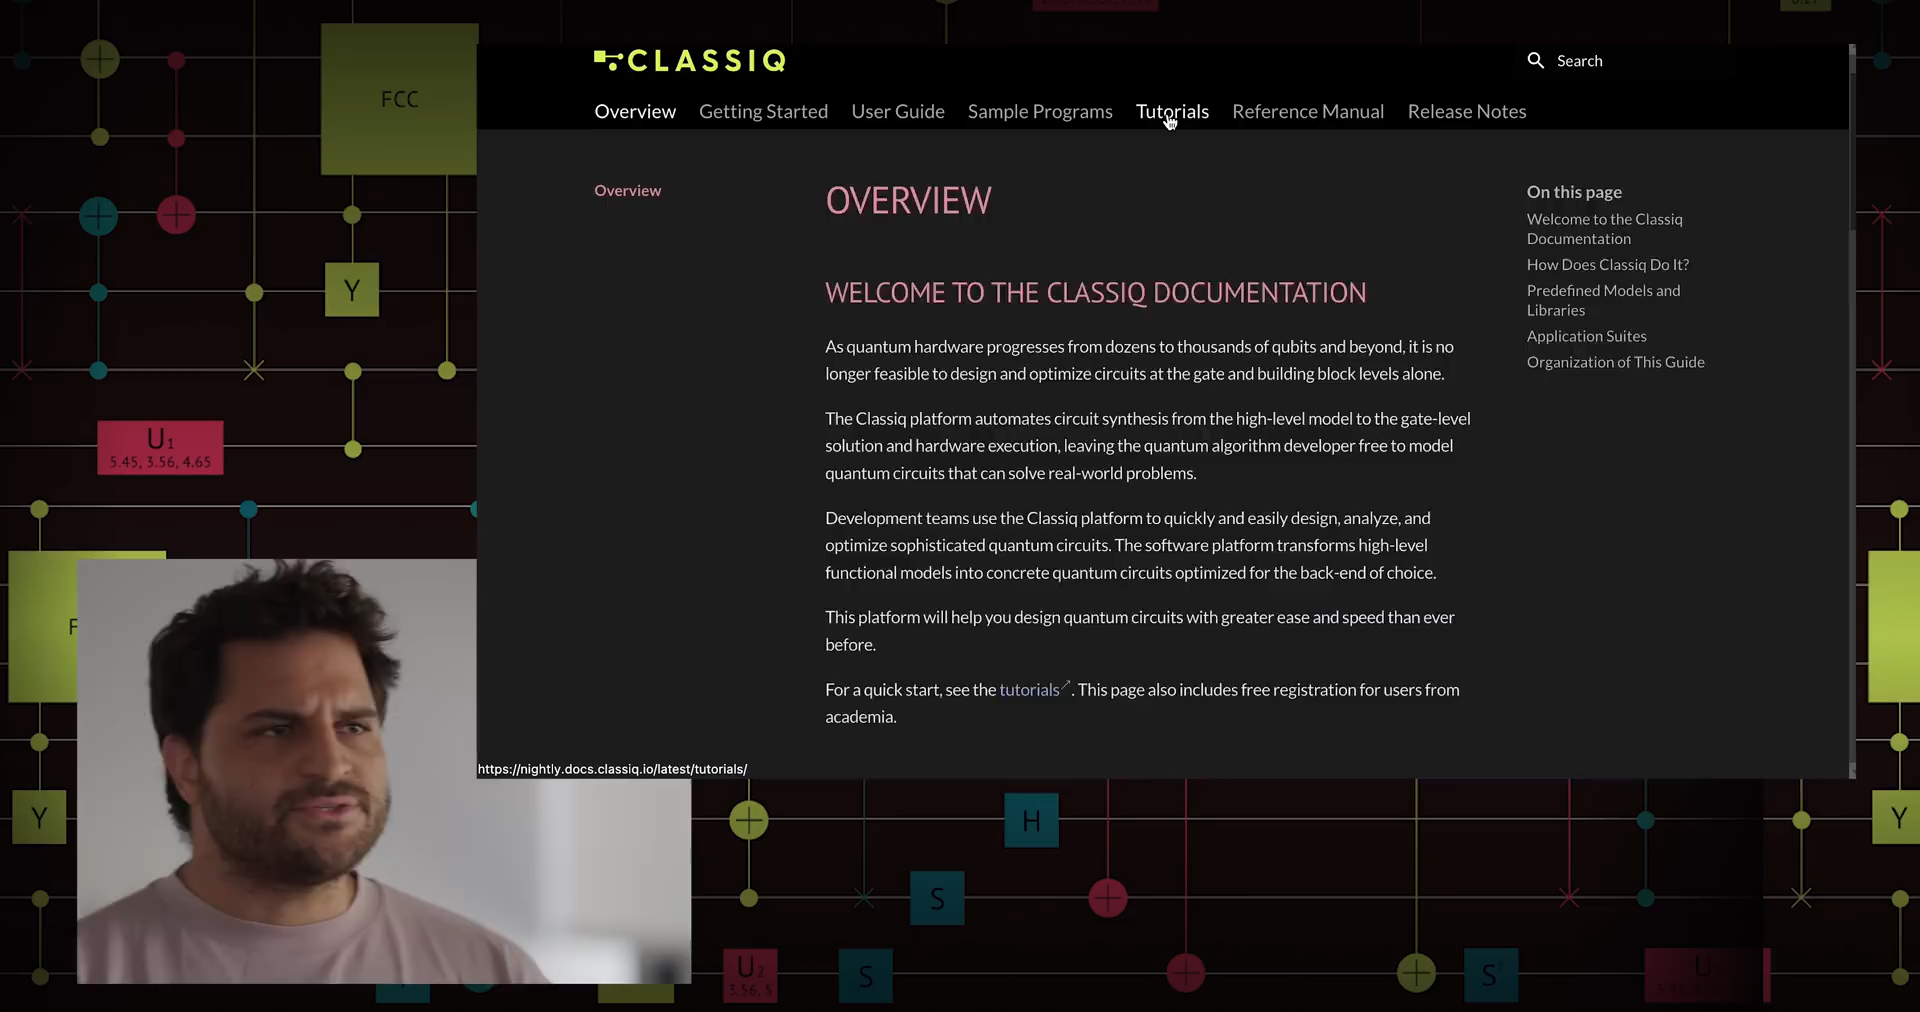 CLASSIQ
Search
Overview Getting Started User Guide Sample Programs Tutorials Reference Manual Release Notes
Overview
OVERVIEW
WELCOME TO THE CLASSIQ DOCUMENTATION
As quantum hardware progresses from dozens to thousands of qubits and beyond, it is no
longer feasible to design and optimize circuits at the gate and building block levels alone.
The Classiq platform automates circuit synthesis from the high-level model to the gate-level
solution and hardware execution, leaving the quantum algorithm developer free to model
quantum circuits that can solve real-world problems.
Development teams use the Classiq platform to quickly and easily design, analyze, and
optimize sophisticated quantum circuits. The software platform transforms high-level
functional models into concrete quantum circuits optimized for the back-end of choice.
This platform will help you design quantum circuits with greater ease and speed than ever
before.
For a quick start, see the tutorials↗. This page also includes free registration for users from
academia.
On this page
Welcome to the Classiq
Documentation
How Does Classiq Do It?
Predefined Models and
Libraries
Application Suites
Organization of This Guide
https://nightly.docs.classiq.io/latest/tutorials/
FCC
Y
U1
5.45, 3.56, 4.65
F
Y
H
Y
S
U2
3.56, 5
S
S
U